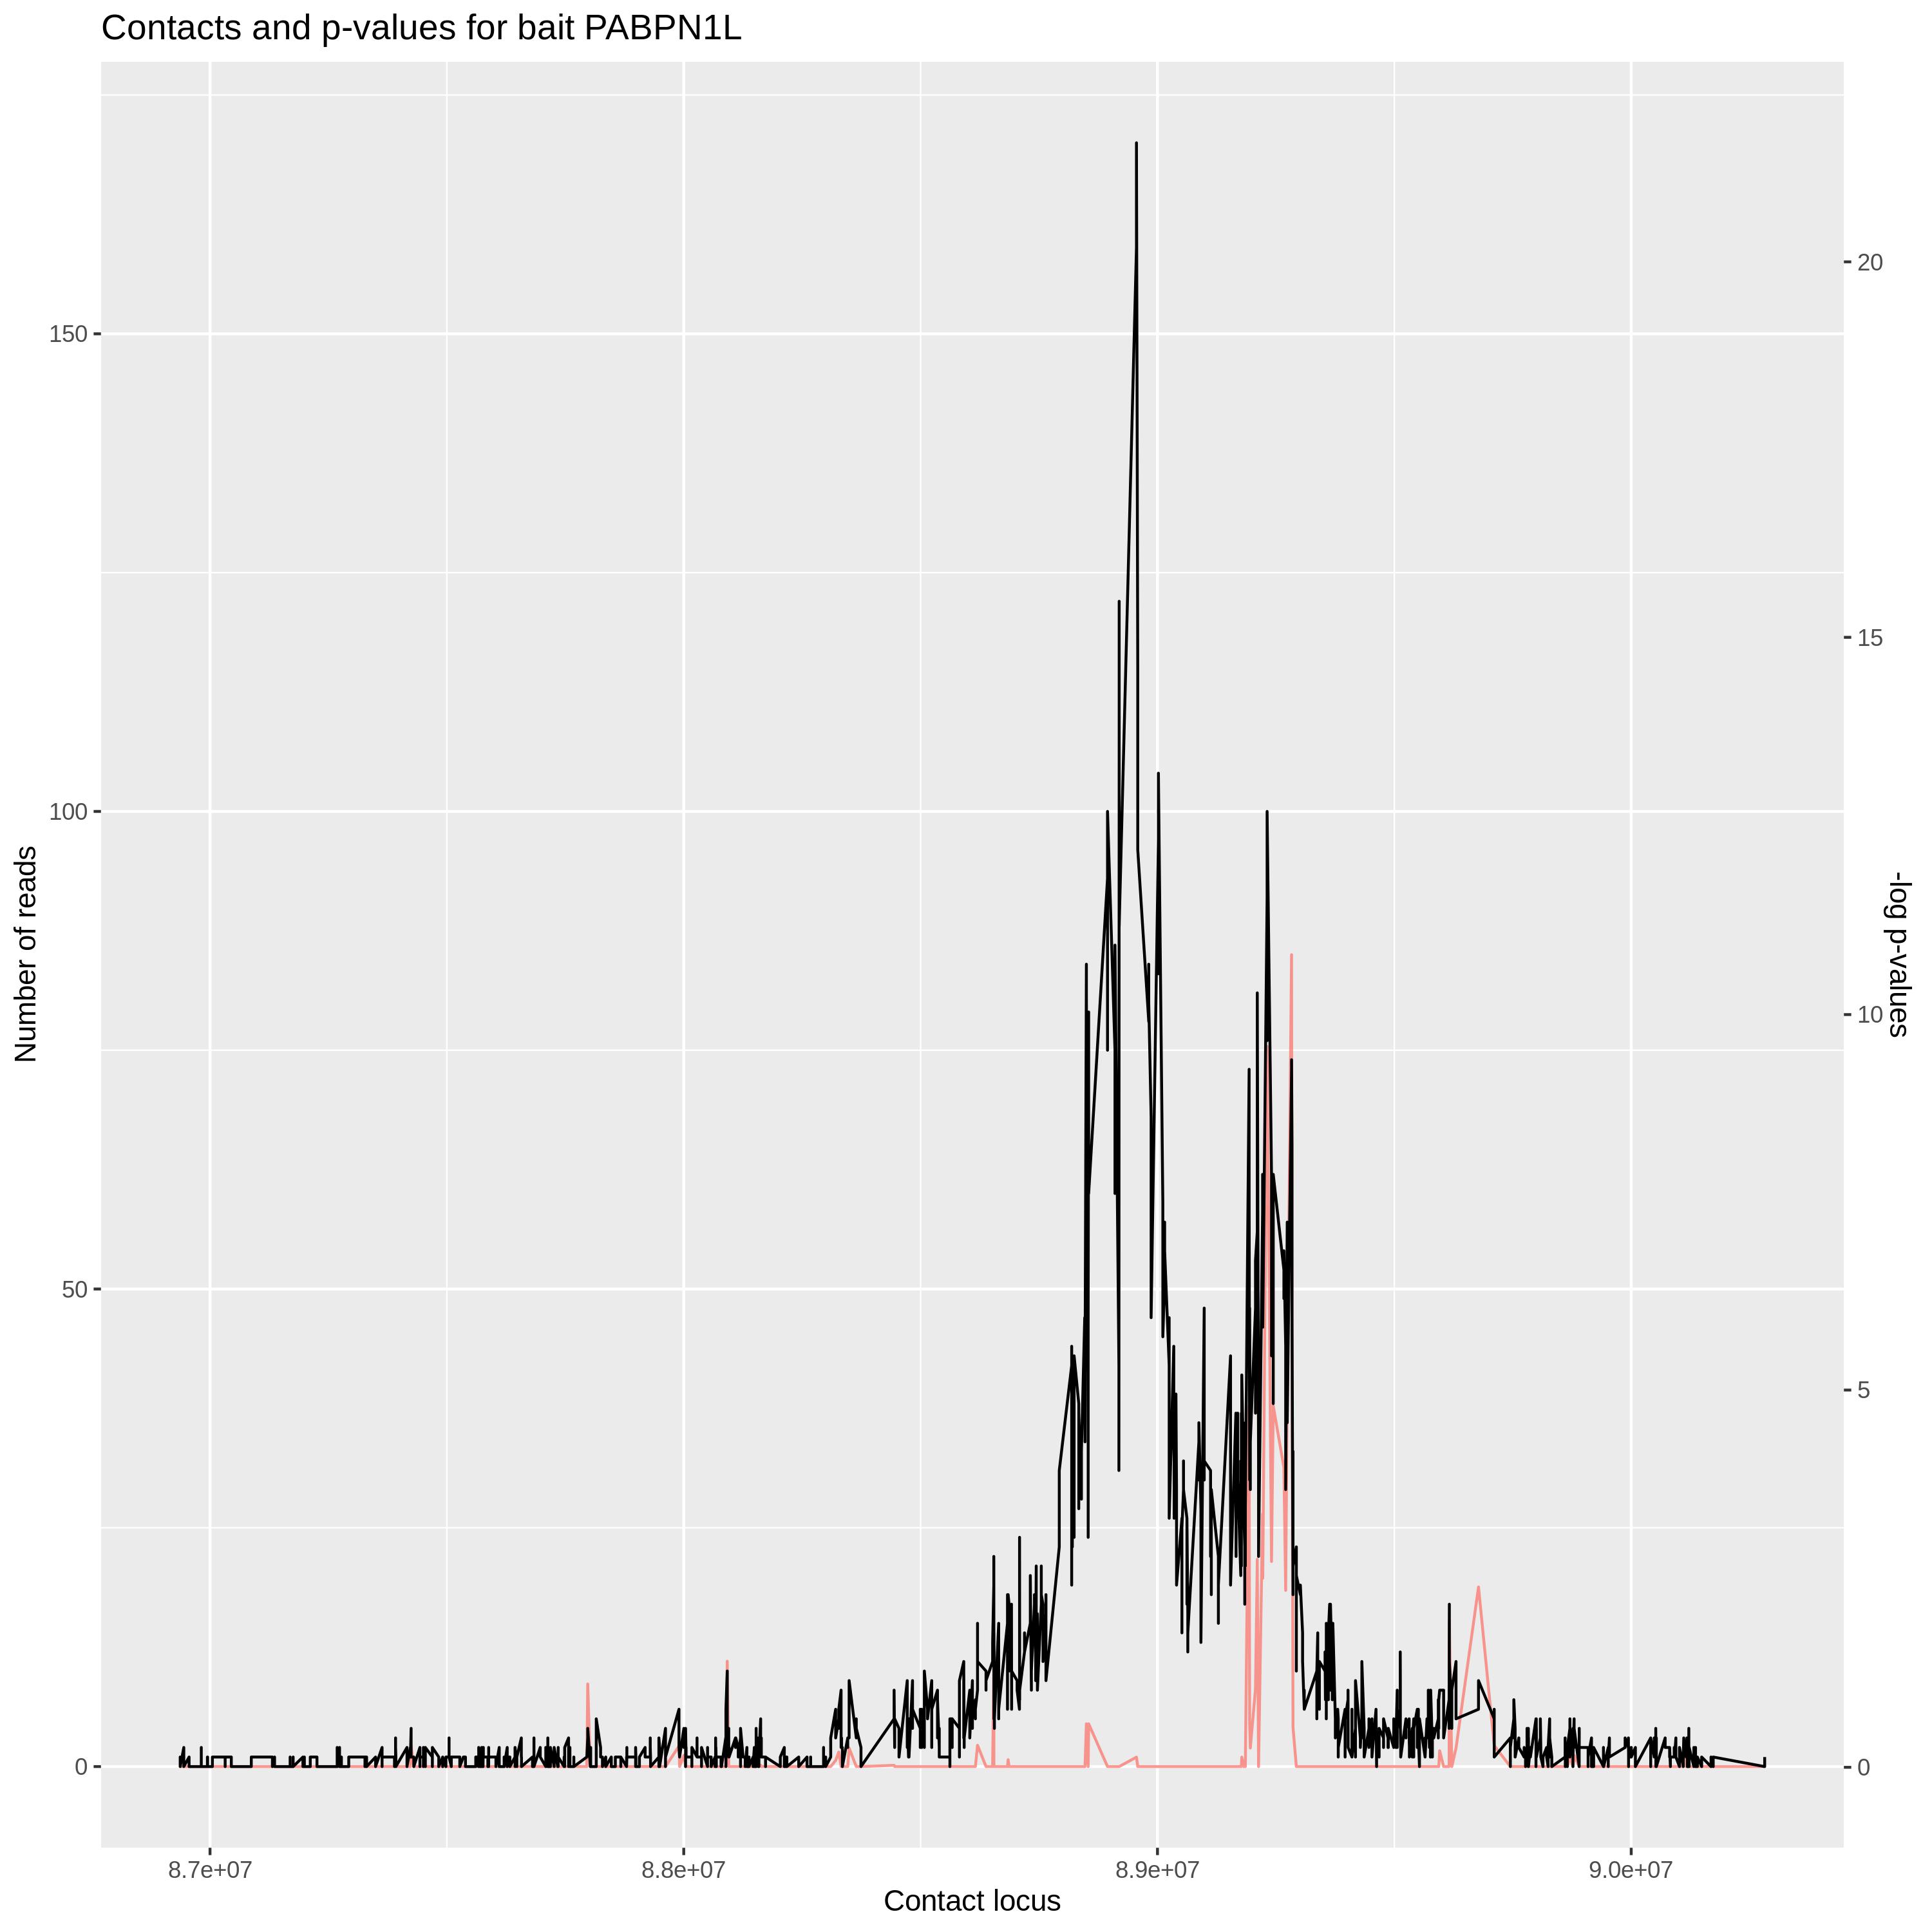 Contacts and p-values for bait PABPN1L
Number of reads
150
100
50
0
20
15
10
5
0
-log p-values
8.7e+07
8.8e+07
8.9e+07
9.0e+07
Contact locus